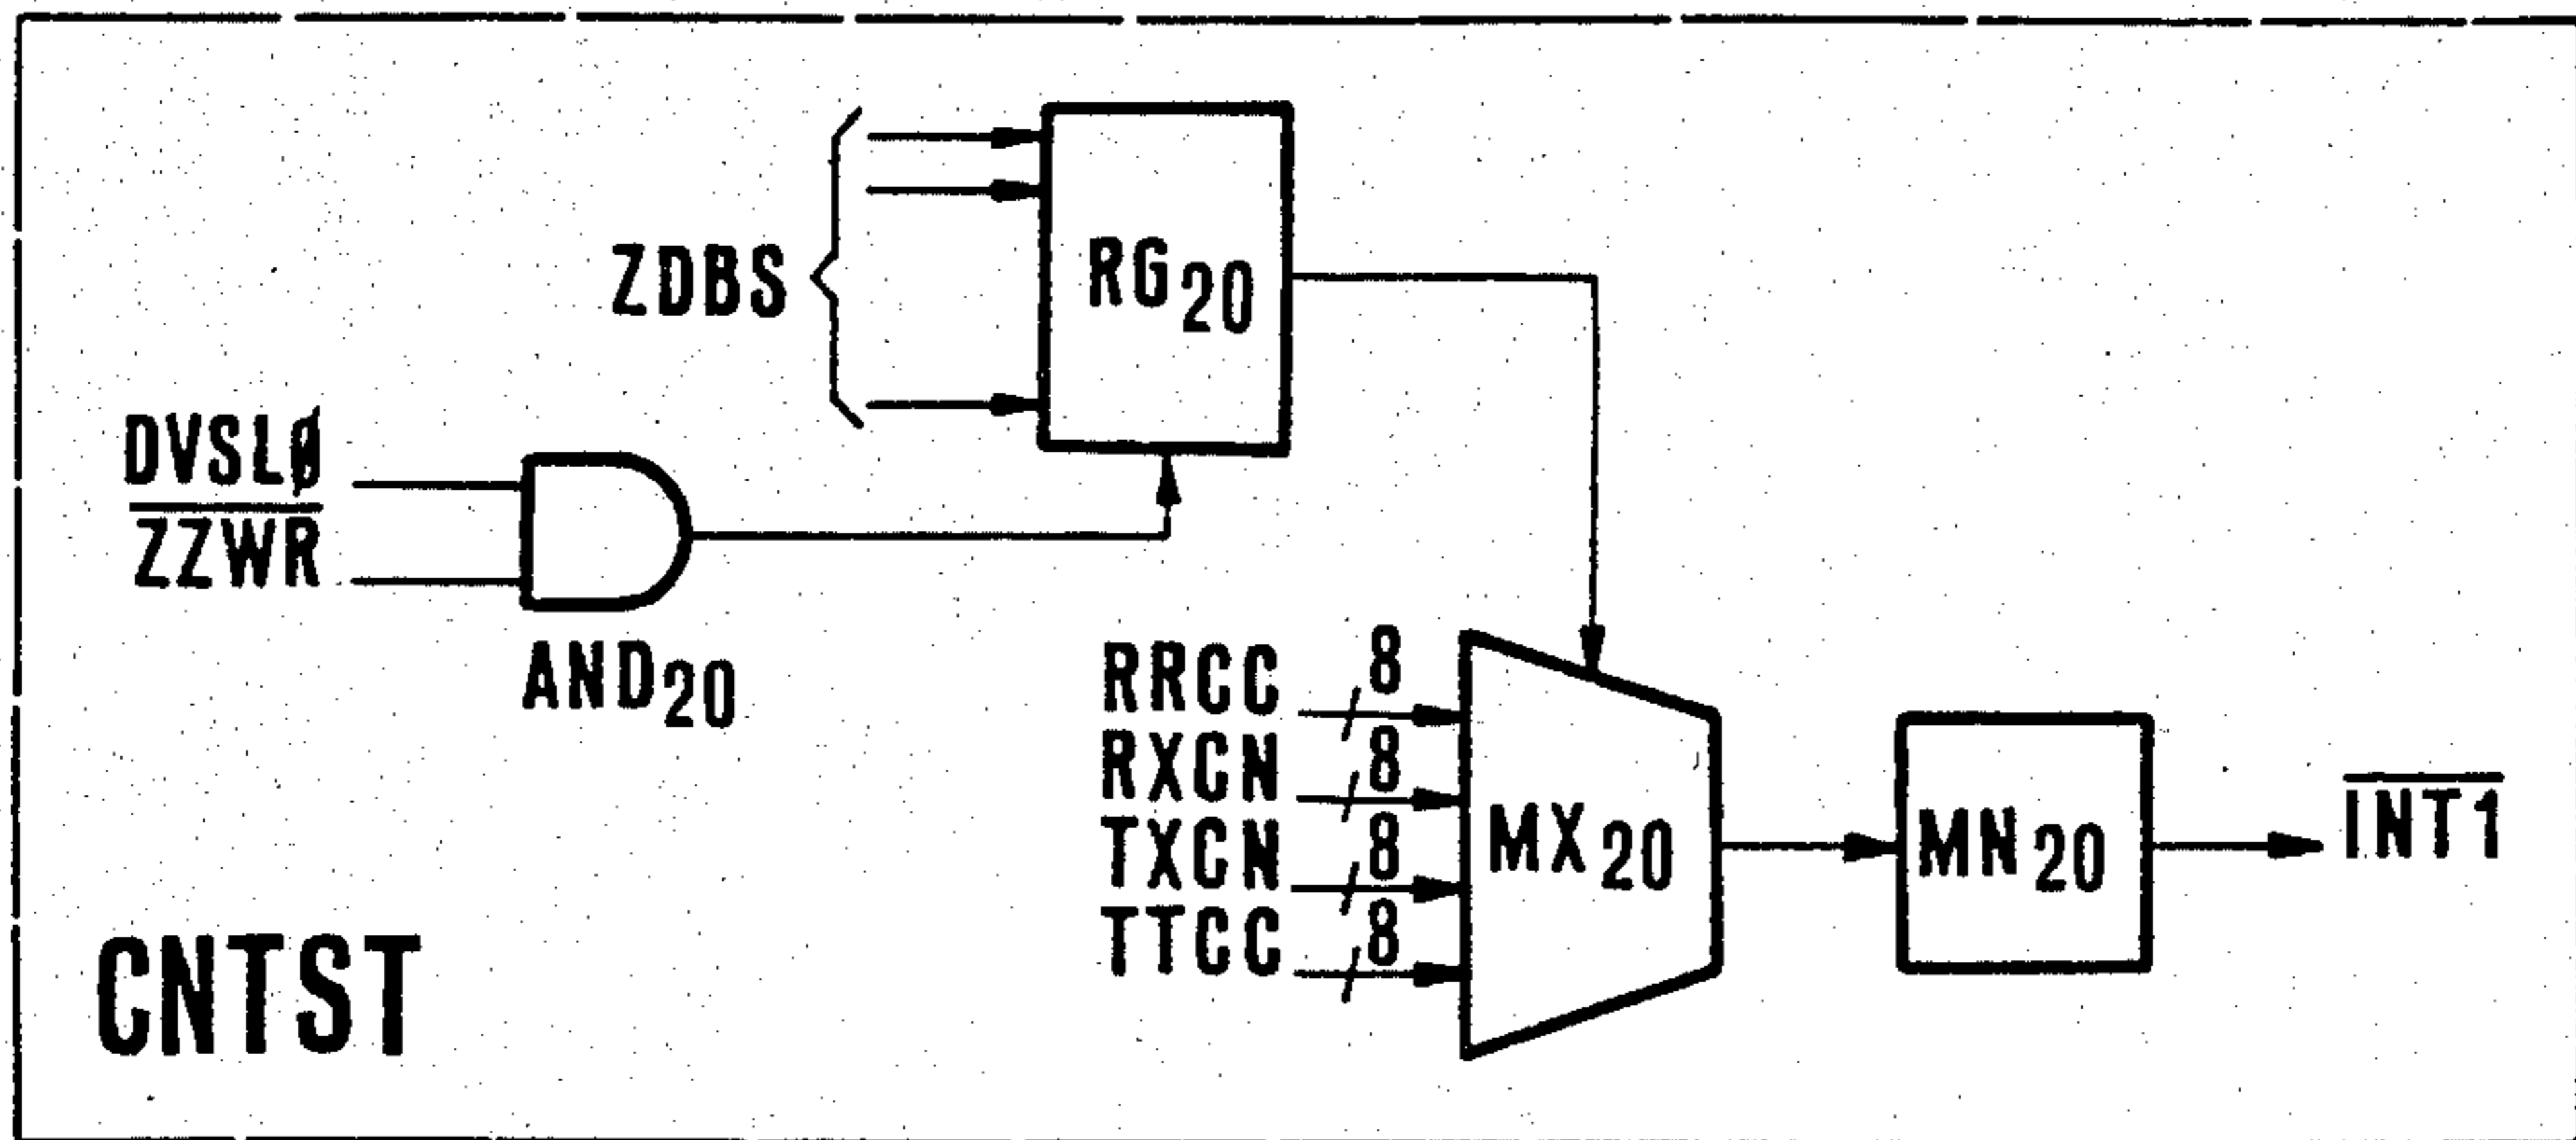 ZDBS
RG20
DVSLØ
ZZWR
AND20
RRCC 8
RXCN 8
TXCN 8
TTCC 8
MX20
MN20
INT1
CNTST